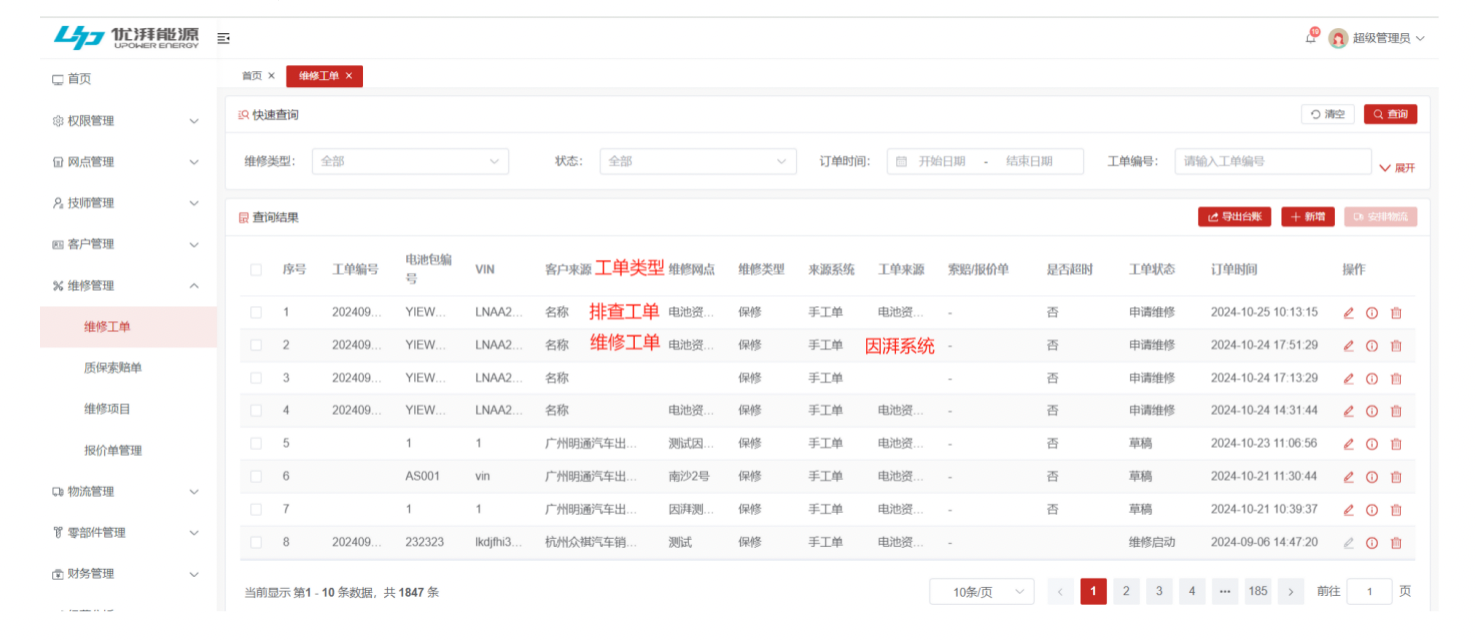 优湃能源
UPOWER ENERGY
19
超级管理员
首页
权限管理
网点管理
技师管理
客户管理
维修管理
维修工单
质保索赔单
维修项目
报价单管理
物流管理
零部件管理
财务管理
首页 × 维修工单 ×
快速查询 清空 查询
维修类型: 全部 状态: 全部 订单时间: 开始日期 - 结束日期 工单编号: 请输入工单编号 展开
查询结果 导出台账 新增 安排物流
序号 工单编号 电池包编号 VIN 客户来源 工单类型 维修网点 维修类型 来源系统 工单来源 索赔/报价单 是否超时 工单状态 订单时间 操作
1 202409... YIEW... LNAA2... 名称 排查工单 电池资... 保修 手工单 电池资... - 否 申请维修 2024-10-25 10:13:15
2 202409... YIEW... LNAA2... 名称 维修工单 电池资... 保修 手工单 因湃系统 - 否 申请维修 2024-10-24 17:51:29
3 202409... YIEW... LNAA2... 名称 保修 手工单 - 否 申请维修 2024-10-24 17:13:29
4 202409... YIEW... LNAA2... 名称 电池资... 保修 手工单 电池资... - 否 申请维修 2024-10-24 14:31:44
5 1 1 广州明通汽车出... 测试因... 保修 手工单 电池资... - 否 草稿 2024-10-23 11:06:56
6 AS001 vin 广州明通汽车出... 南沙2号 保修 手工单 电池资... - 否 草稿 2024-10-21 11:30:44
7 1 1 广州明通汽车出... 因湃测... 保修 手工单 电池资... - 否 草稿 2024-10-21 10:39:37
8 202409... 232323 lkdjfhi3... 杭州众祺汽车销... 测试 保修 手工单 电池资... - 维修启动 2024-09-06 14:47:20
当前显示 第1 - 10 条数据，共 1847 条 10条/页 < 1 2 3 4 ••• 185 > 前往 1 页